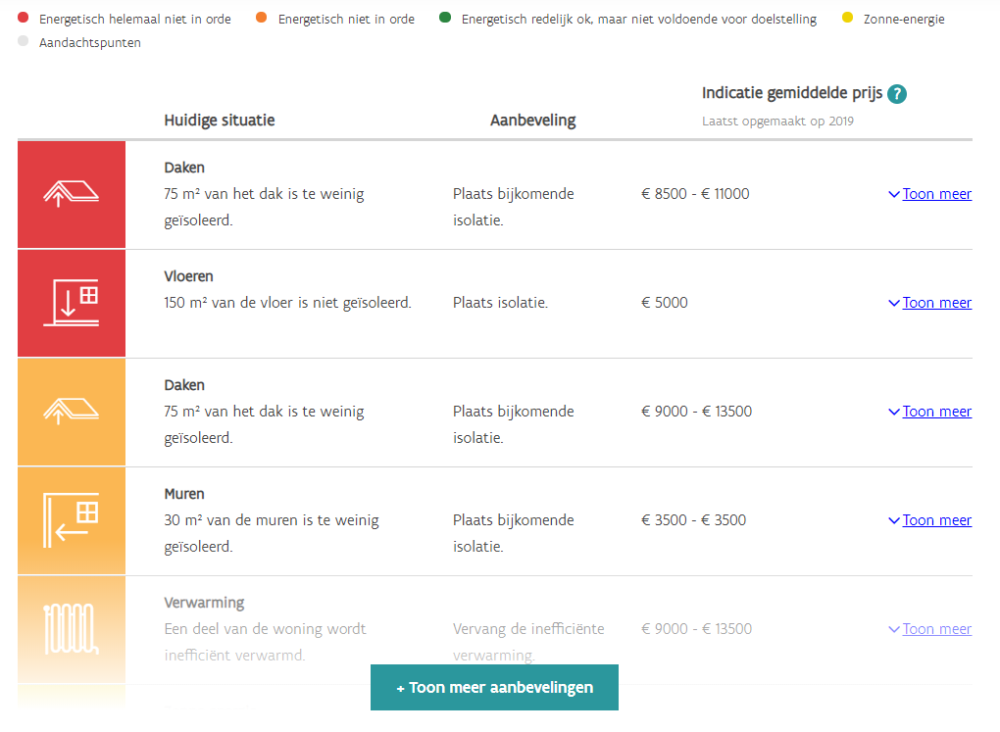 Energetisch helemaal niet in orde Energetisch niet in orde Energetisch redelijk ok, maar niet voldoende voor doelstelling Zonne-energie
Aandachtspunten
Indicatie gemiddelde prijs ?
Huidige situatie Aanbeveling Laatst opgemaakt op 2019
Daken
75 m² van het dak is te weinig Plaats bijkomende € 8500 - € 11000 Toon meer
geïsoleerd. isolatie.
Vloeren
150 m² van de vloer is niet geïsoleerd. Plaats isolatie. € 5000 Toon meer
Daken
75 m² van het dak is te weinig Plaats bijkomende € 9000 - € 13500 Toon meer
geïsoleerd. isolatie.
Muren
30 m² van de muren is te weinig Plaats bijkomende € 3500 - € 3500 Toon meer
geïsoleerd. isolatie.
Verwarming
Een deel van de woning wordt Vervang de inefficiënte € 9000 - € 13500 Toon meer
inefficiënt verwarmd. verwarming.
+ Toon meer aanbevelingen